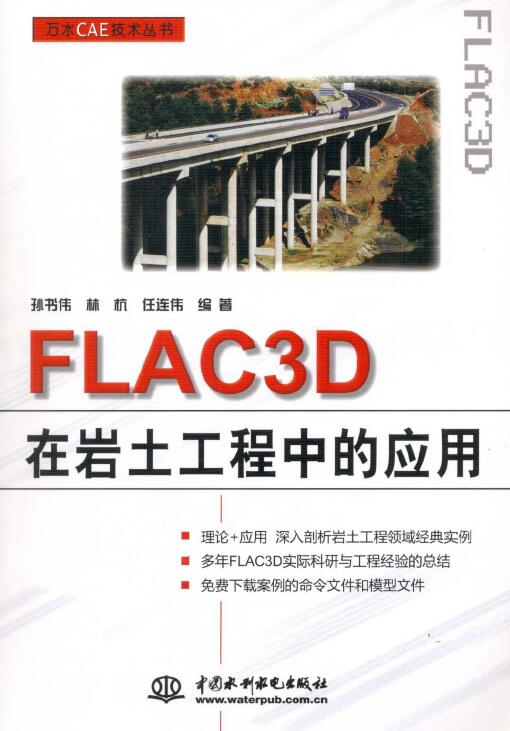 万水CAE技术丛书
FLAC3D
孙书伟 林 杭 任连伟 编 著
FLAC3D
在岩土工程中的应用
理论+应用 深入剖析岩土工程领域经典实例
多年FLAC3D实际科研与工程经验的总结
免费下载案例的命令文件和模型文件
中国水利水电出版社
www.waterpub.com.cn